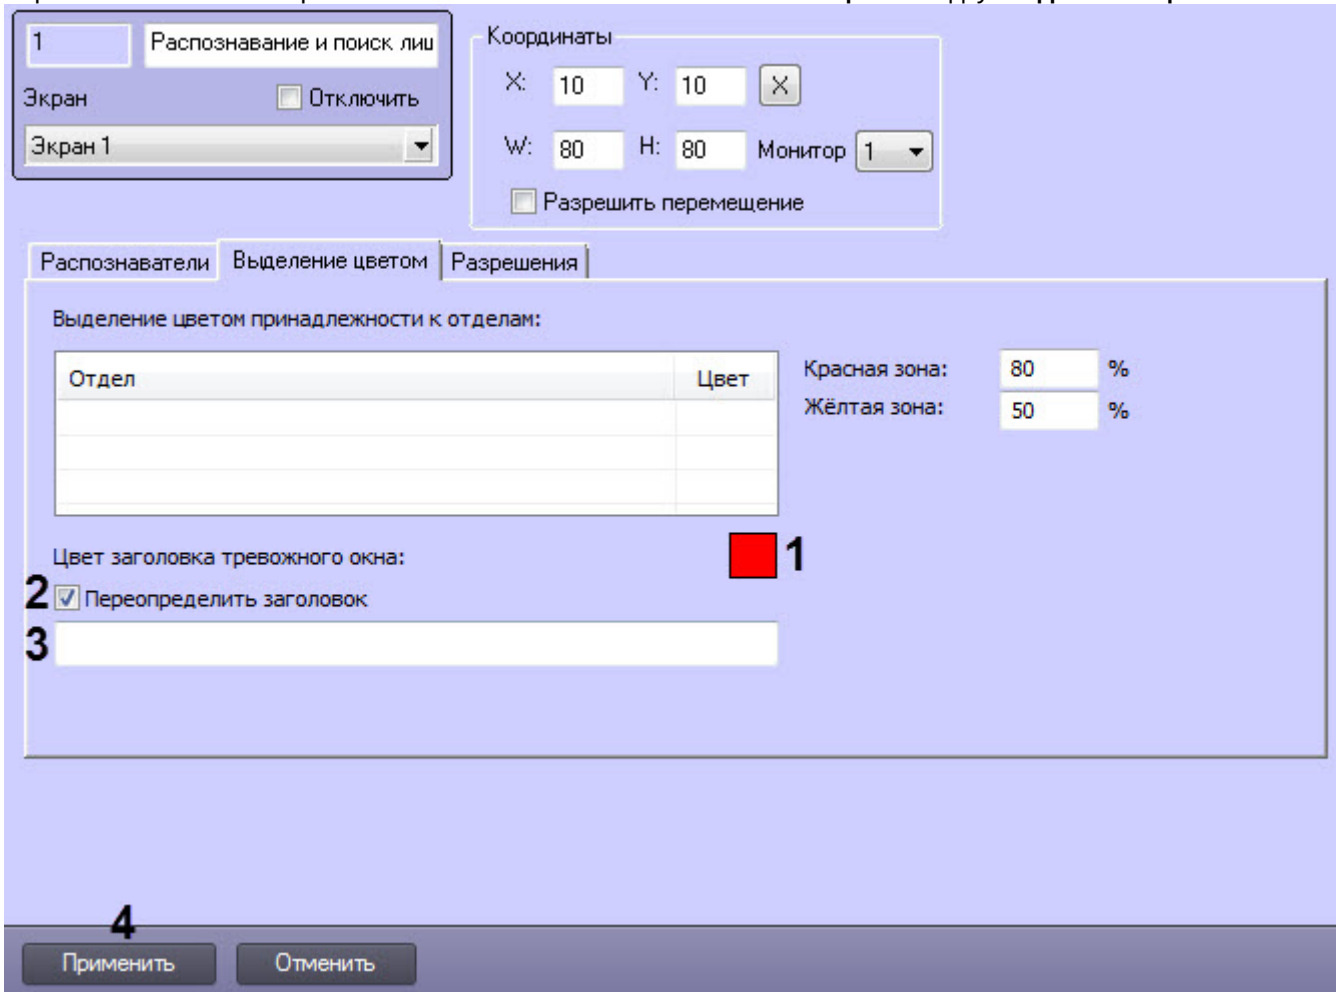 1 Распознавание и поиск лиц
Экран Отключить
Экран 1
Координаты
X: 10 Y: 10 X
W: 80 H: 80 Монитор 1
Разрешить перемещение
Распознаватели Выделение цветом Разрешения
Выделение цветом принадлежности к отделам:
Отдел Цвет
Красная зона: 80 %
Жёлтая зона: 50 %
Цвет заголовка тревожного окна: 1
2 Переопределить заголовок
3
4
Применить Отменить